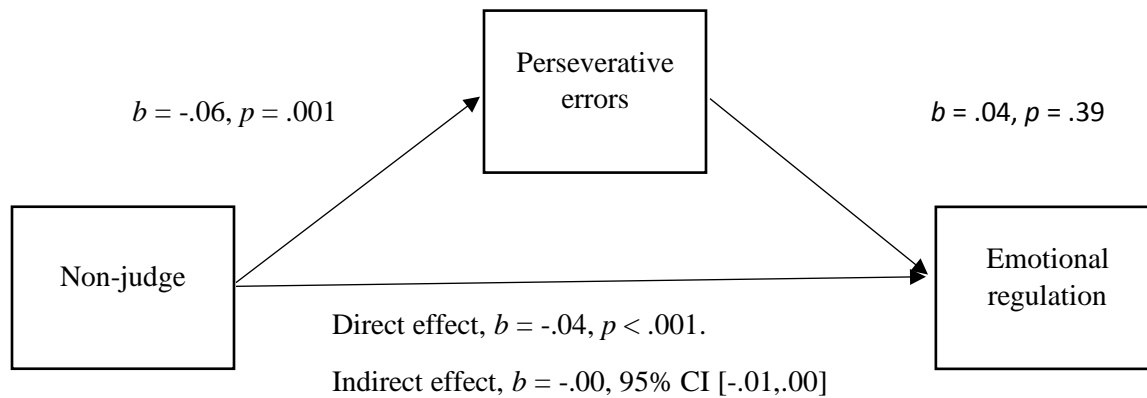 Perseverative
errors
b = -.06, p = .001
b = .04, p = .39
Non-judge
Emotional
regulation
Direct effect, b = -.04, p < .001.
Indirect effect, b = -.00, 95% CI [-.01,.00]